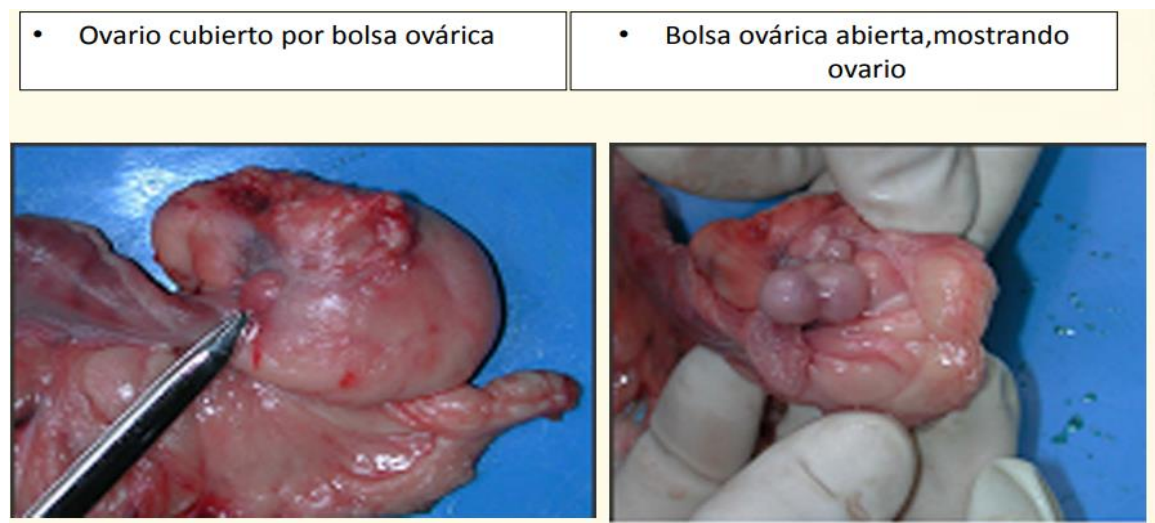 • Ovario cubierto por bolsa ovárica
• Bolsa ovárica abierta,mostrando
ovario